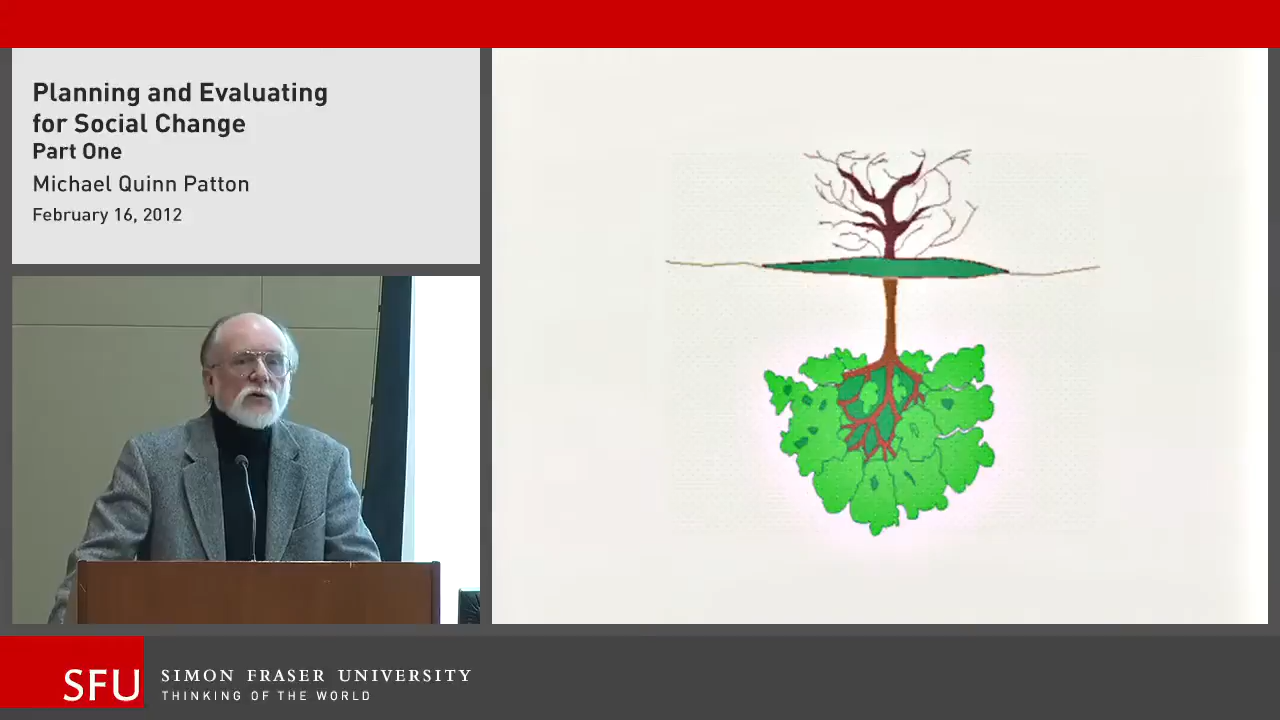 Planning and Evaluating
for Social Change
Part One
Michael Quinn Patton
February 16, 2012
SFU
SIMON FRASER UNIVERSITY
THINKING OF THE WORLD